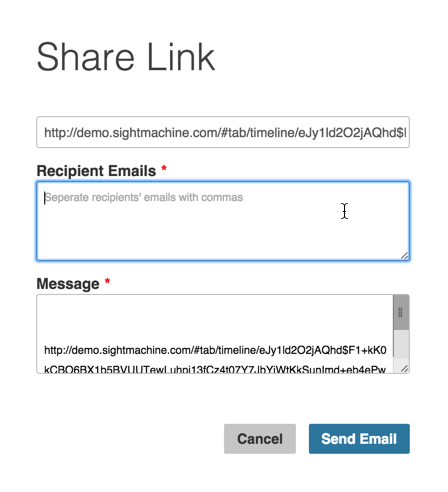 Share Link
http://demo.sightmachine.com/#tab/timeline/eJy1ld2O2jAQhd$
Recipient Emails *
Seperate recipients' emails with commas
Message *
http://demo.sightmachine.com/#tab/timeline/eJy1ld2O2jAQhd$F1+kK0
kCBO6BX1b5BVUUTewLuhpj13fCz4t07Y7JbYjWtKkSunImd+eb4ePw
Cancel
Send Email